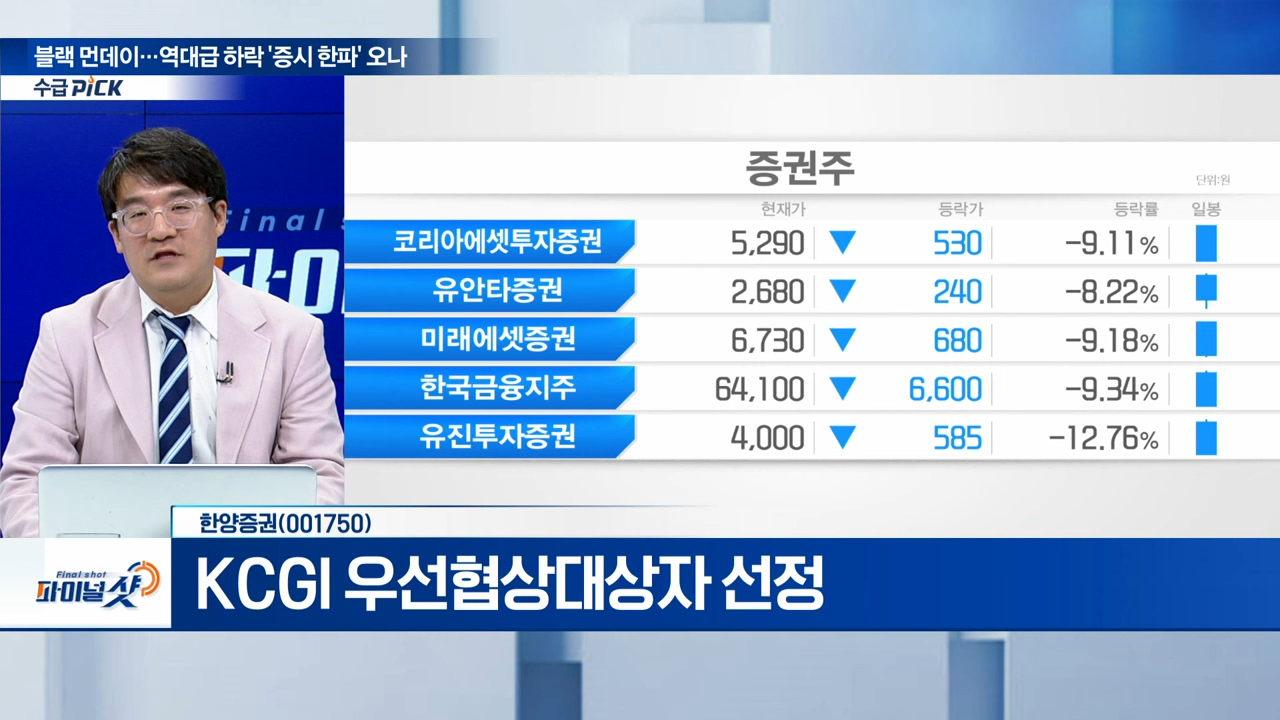 블랙 먼데이…역대급 하락 '증시 한파' 오나
수급 PiCK
Final s
파이
증권주
단위:원
현재가 등락가 등락률 일봉
코리아에셋투자증권 5,290 ▼ 530 -9.11%
유안타증권 2,680 ▼ 240 -8.22%
미래에셋증권 6,730 ▼ 680 -9.18%
한국금융지주 64,100 ▼ 6,600 -9.34%
유진투자증권 4,000 ▼ 585 -12.76%
한양증권(001750)
Final shot
파이널샷
KCGI 우선협상대상자 선정